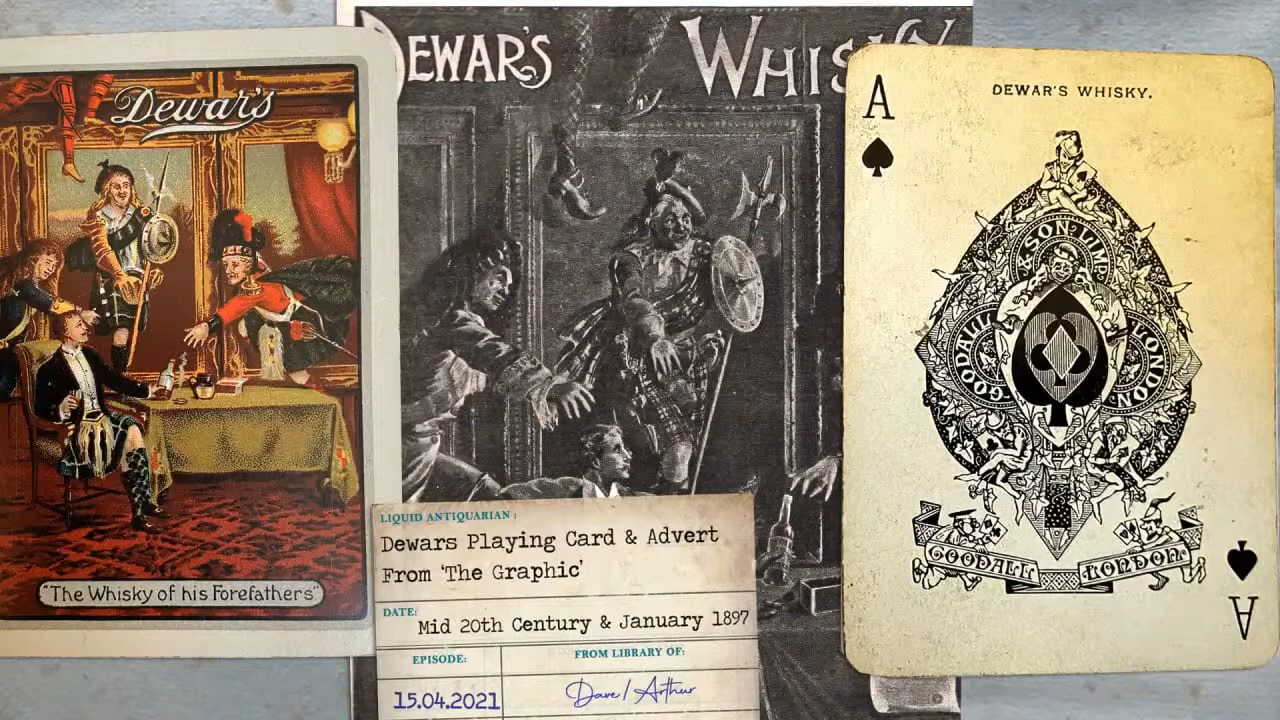 Dewar's
"The Whisky of his Forefathers"
DEWAR'S WHISKY
LIQUID ANTIQUARIAN :
Dewars Playing Card & Advert
From 'The Graphic'
DATE:
Mid 20th Century & January 1897
EPISODE:
FROM LIBRARY OF:
15.04.2021
Dave / Arthur
A
DEWAR'S WHISKY.
& SON LIMD
GOODALL
LONDON
GOODALL LONDON
A